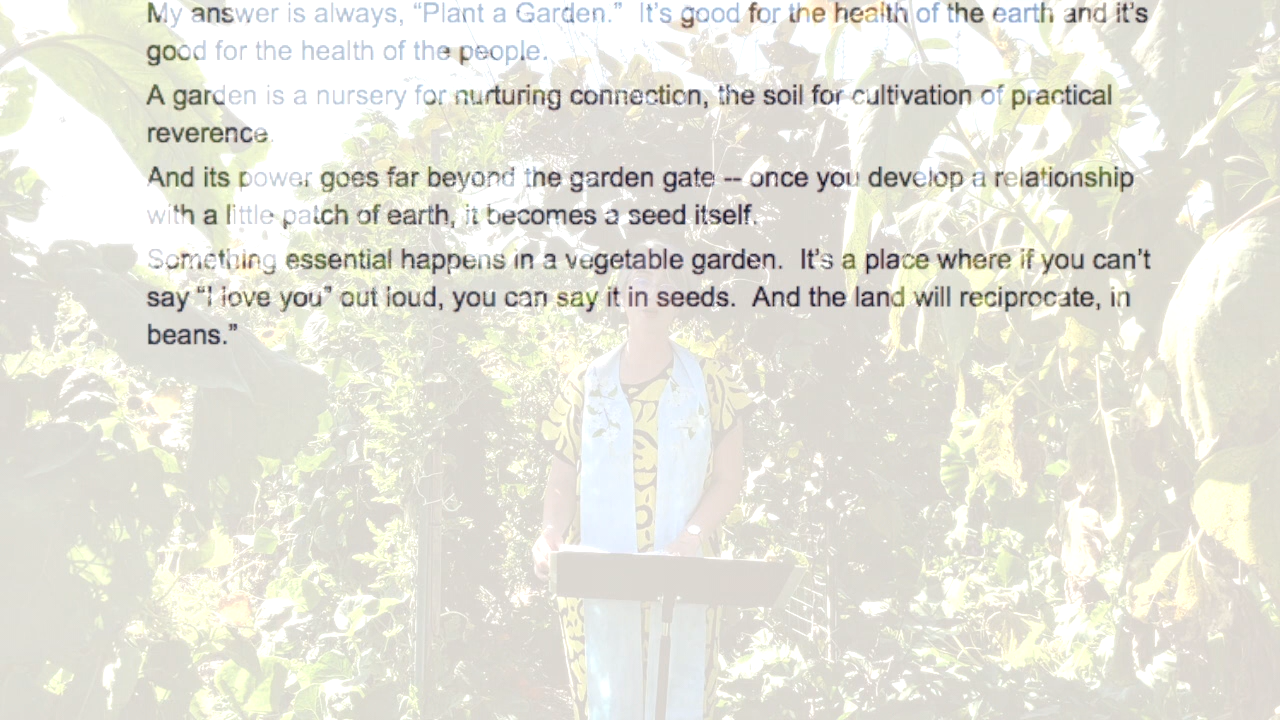 My answer is always, “Plant a Garden.”  It’s good for the health of the earth and it’s
good for the health of the people.
A garden is a nursery for nurturing connection, the soil for cultivation of practical
reverence.
And its power goes far beyond the garden gate -- once you develop a relationship
with a little patch of earth, it becomes a seed itself.
Something essential happens in a vegetable garden.  It’s a place where if you can’t
say “I love you” out loud, you can say it in seeds.  And the land will reciprocate, in
beans.”